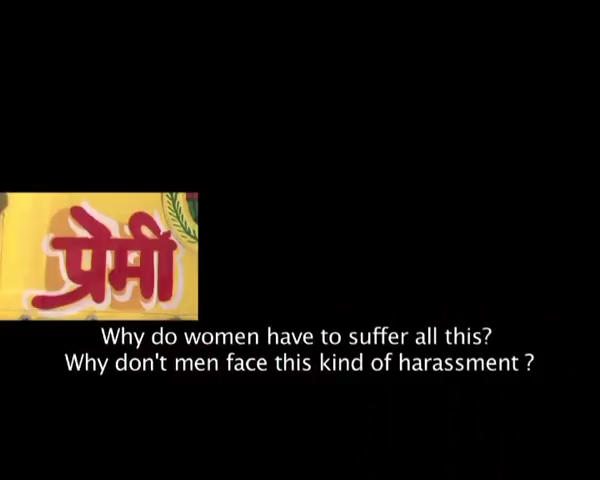 प्रेमी
Why do women have to suffer all this?
Why don't men face this kind of harassment ?